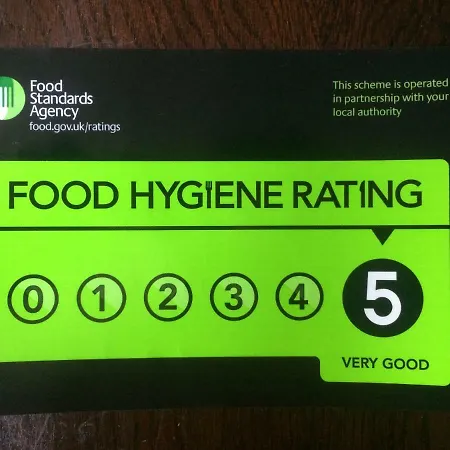 Food
Standards
Agency
food.gov.uk/ratings
This scheme is operated
in partnership with your
local authority
FOOD HYGIENE RATING
0 1 2 3 4 5
VERY GOOD